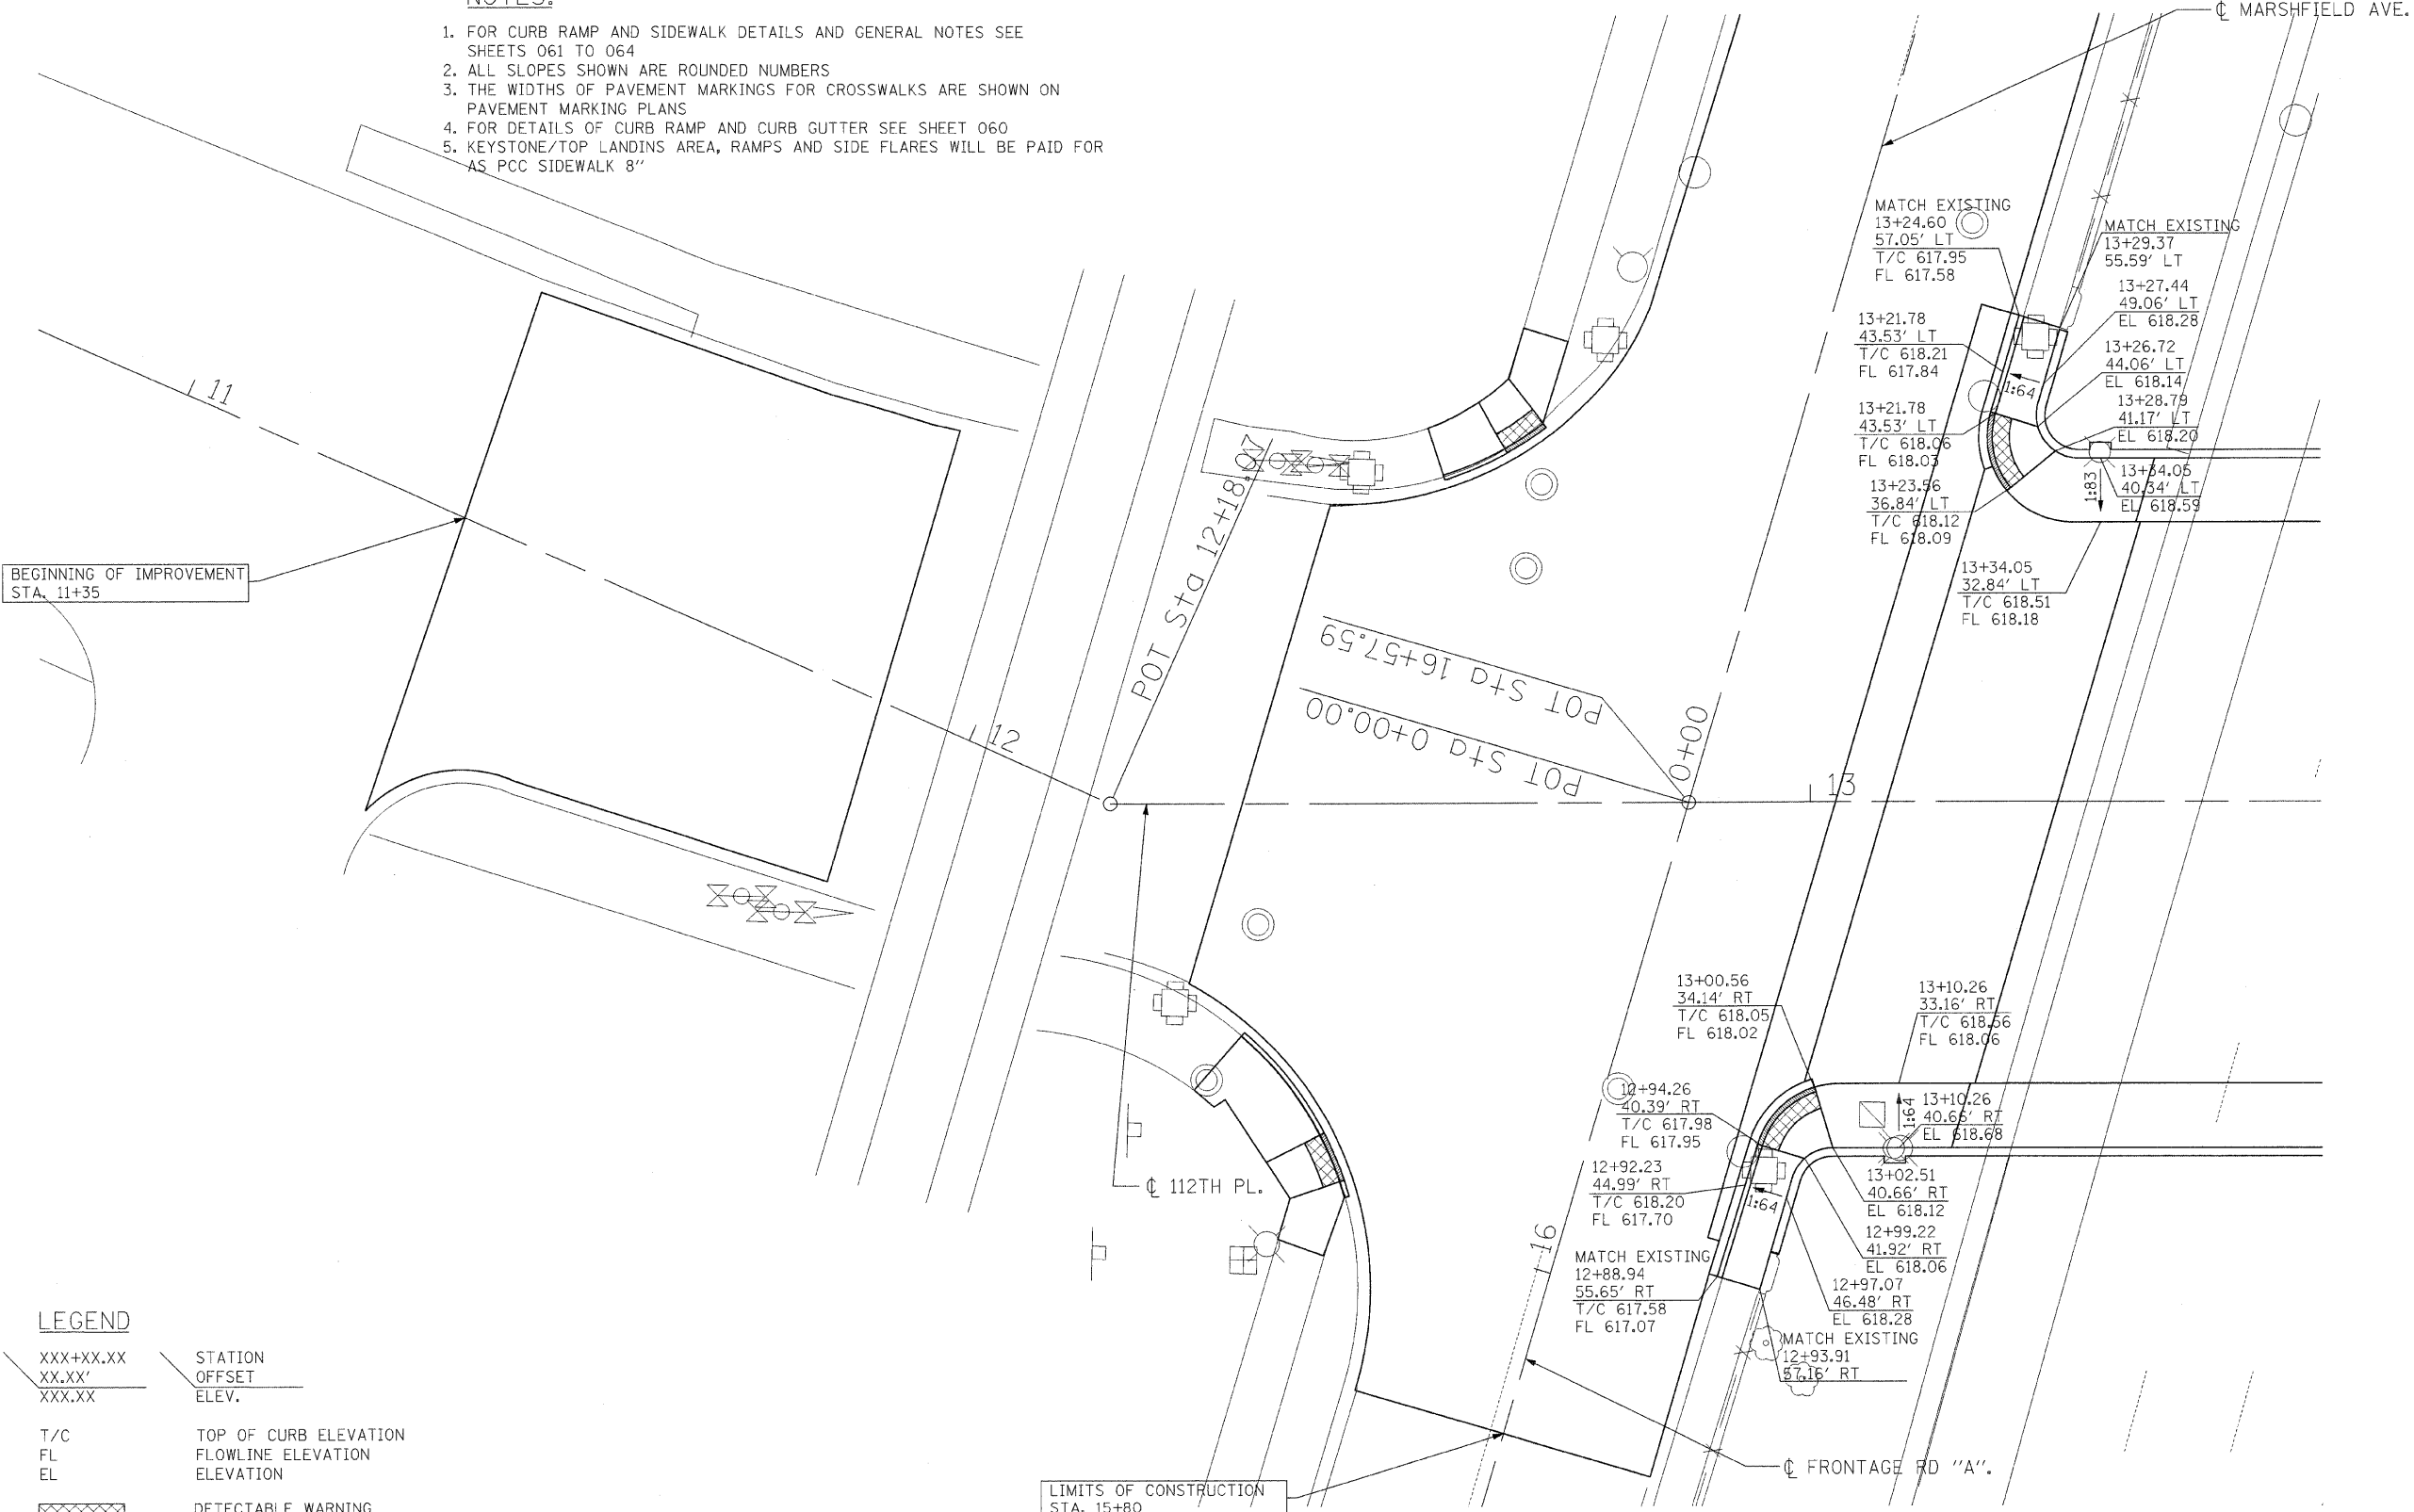 NOTES:
1. FOR CURB RAMP AND SIDEWALK DETAILS AND GENERAL NOTES SEE
SHEETS 061 TO 064
2. ALL SLOPES SHOWN ARE ROUNDED NUMBERS
3. THE WIDTHS OF PAVEMENT MARKINGS FOR CROSSWALKS ARE SHOWN ON
PAVEMENT MARKING PLANS
4. FOR DETAILS OF CURB RAMP AND CURB GUTTER SEE SHEET 060
5. KEYSTONE/TOP LANDINS AREA, RAMPS AND SIDE FLARES WILL BE PAID FOR
AS PCC SIDEWALK 8"
℄ MARSHFIELD AVE.
MATCH EXISTING
13+24.60
57.05' LT
T/C 617.95
FL 617.58
MATCH EXISTING
13+29.37
55.59' LT
13+27.44
49.06' LT
EL 618.28
13+21.78
43.53' LT
T/C 618.21
FL 617.84
13+26.72
44.06' LT
EL 618.14
1:64
13+28.79
41.17' LT
EL 618.20
13+21.78
43.53' LT
T/C 618.06
FL 618.03
13+34.05
40.34' LT
EL 618.59
1:83
13+23.56
36.84' LT
T/C 618.12
FL 618.09
13+34.05
32.84' LT
T/C 618.51
FL 618.18
11
BEGINNING OF IMPROVEMENT
STA. 11+35
12
POT Sta 12+18.77
POT Sta 16+57.59
POT Sta 0+00.00
0+00
13
13+00.56
34.14' RT
T/C 618.05
FL 618.02
13+10.26
33.16' RT
T/C 618.56
FL 618.06
12+94.26
40.39' RT
T/C 617.98
FL 617.95
1:64
13+10.26
40.66' RT
EL 618.68
12+92.23
44.99' RT
T/C 618.20
FL 617.70
1:64
13+02.51
40.66' RT
EL 618.12
12+99.22
41.92' RT
EL 618.06
MATCH EXISTING
12+88.94
55.65' RT
T/C 617.58
FL 617.07
12+97.07
46.48' RT
EL 618.28
MATCH EXISTING
12+93.91
57.16' RT
℄ 112TH PL.
16
℄ FRONTAGE RD "A".
LIMITS OF CONSTRUCTION
STA. 15+80
LEGEND
XXX+XX.XX STATION
XX.XX' OFFSET
XXX.XX ELEV.
T/C TOP OF CURB ELEVATION
FL FLOWLINE ELEVATION
EL ELEVATION
DETECTABLE WARNING